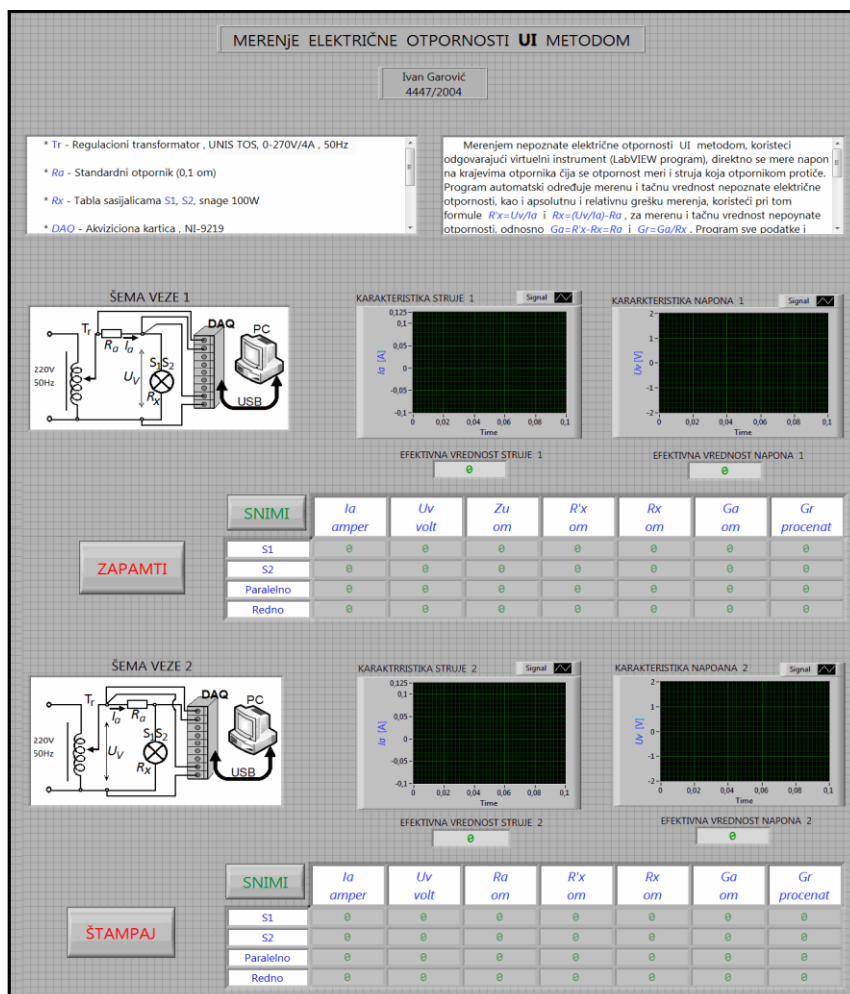 MERENJE ELEKTRIČNE OTPORNOSTI UI METODOM
Ivan Garović
4447/2004
* Tr - Regulacioni transformator , UNIS TOS, 0-270V/4A , 50Hz
* Ra - Standardni otpornik (0,1 om)
* Rx - Tabla sasijalicama S1, S2, snage 100W
* DAQ - Akviziciona kartica , NI-9219
Merenjem nepoznate električne otpornosti UI metodom, koristeci
odgovarajući virtuelni instrument (LabVIEW program), direktno se mere napon
na krajevima otpornika čija se otpornost meri i struja koja otpornikom protiče.
Program automatski određuje merenu i tačnu vrednost nepoznate električne
otpornosti, kao i apsolutnu i relativnu grešku merenja, koristeći pri tom
formule R'x=Uv/Ia i Rx=(Uv/Ia)-Ra , za merenu i tačnu vrednost nepoynate
otpornosti, odnosno Ga=R'x-Rx=Ra i Gr=Ga/Rx . Program sve podatke i
ŠEMA VEZE 1
Tr
Ra
Ia
DAQ
PC
220V
50Hz
UV
S1S2
Rx
USB
KARARKTERISTIKA STRUJE 1
Signal
0,125
0,1
0,05
0
-0,05
-0,1
Ia [A]
0 0,02 0,04 0,06 0,08 0,1
Time
KARARKTERISTIKA NAPONA 1
Signal
2
1
0
-1
-2
Uv [V]
0 0,02 0,04 0,06 0,08 0,1
Time
EFEKTIVNA VREDNOST STRUJE 1
0
EFEKTIVNA VREDNOST NAPONA 1
0
SNIMI
Ia Uv Zu R'x Rx Ga Gr
amper volt om om om om procenat
S1 0 0 0 0 0 0 0
S2 0 0 0 0 0 0 0
Paralelno 0 0 0 0 0 0 0
Redno 0 0 0 0 0 0 0
ZAPAMTI
ŠEMA VEZE 2
Tr
Ia
Ra
DAQ
PC
220V
50Hz
UV
S1S2
Rx
USB
KARAKTRRISTIKA STRUJE 2
Signal
0,125
0,1
0,05
0
-0,05
-0,1
Ia [A]
0 0,02 0,04 0,06 0,08 0,1
Time
KARAKTERISTIKA NAPOANA 2
Signal
2
1
0
-1
-2
Uv [V]
0 0,02 0,04 0,06 0,08 0,1
Time
EFEKTIVNA VREDNOST STRUJE 2
0
EFEKTIVNA VREDNOST NAPONA 2
0
SNIMI
Ia Uv Ra R'x Rx Ga Gr
amper volt om om om om procenat
S1 0 0 0 0 0 0 0
S2 0 0 0 0 0 0 0
Paralelno 0 0 0 0 0 0 0
Redno 0 0 0 0 0 0 0
ŠTAMPAJ